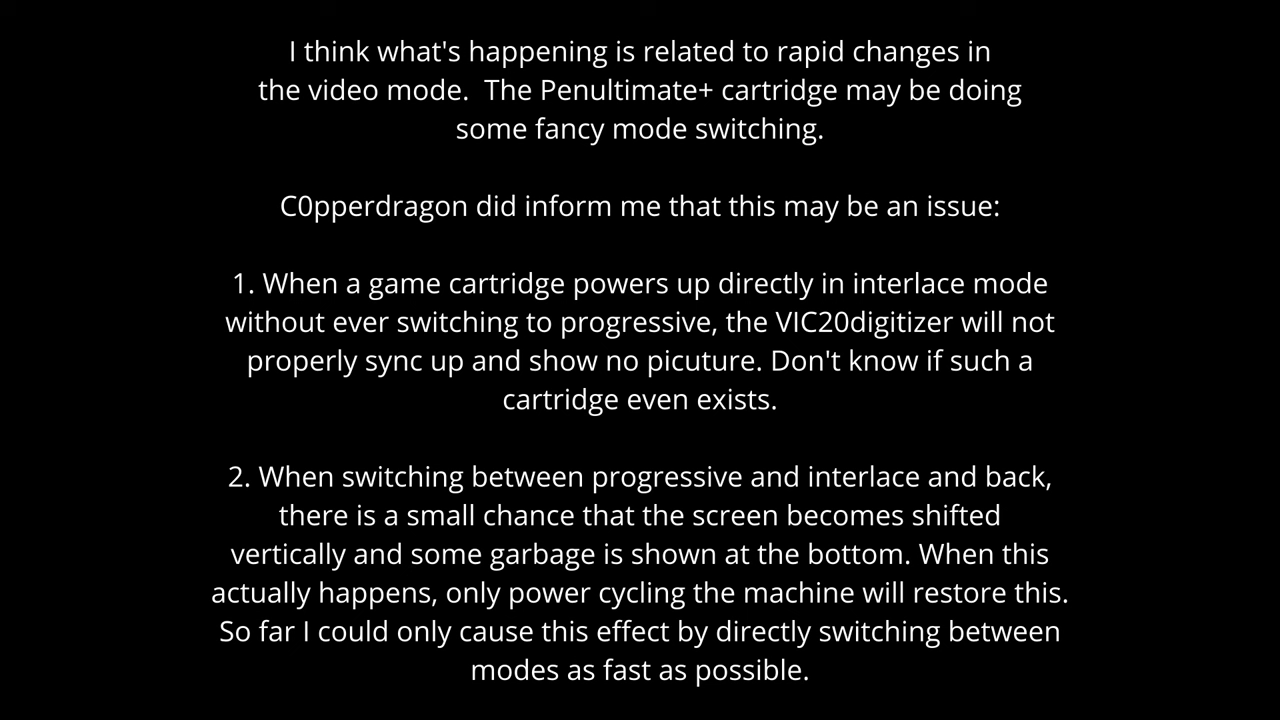 I think what's happening is related to rapid changes in
the video mode.  The Penultimate+ cartridge may be doing
some fancy mode switching.
C0pperdragon did inform me that this may be an issue:
1. When a game cartridge powers up directly in interlace mode
without ever switching to progressive, the VIC20digitizer will not
properly sync up and show no picuture. Don't know if such a
cartridge even exists.
2. When switching between progressive and interlace and back,
there is a small chance that the screen becomes shifted
vertically and some garbage is shown at the bottom. When this
actually happens, only power cycling the machine will restore this.
So far I could only cause this effect by directly switching between
modes as fast as possible.